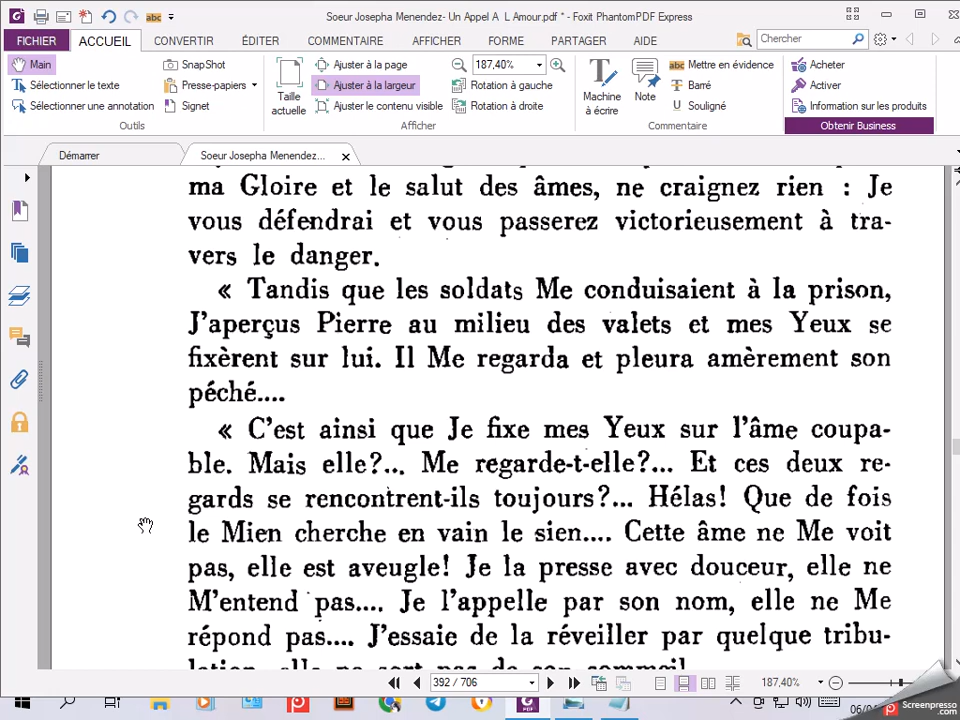 Soeur Josepha Menendez- Un Appel A L Amour.pdf * - Foxit PhantomPDF Express
FICHIER ACCUEIL CONVERTIR ÉDITER COMMENTAIRE AFFICHER FORME PARTAGER AIDE Chercher
Main SnapShot Ajuster à la page 187,40% Mettre en évidence Acheter
Sélectionner le texte Presse-papiers Ajuster à la largeur Rotation à gauche Barré Activer
Sélectionner une annotation Signet Taille actuelle Ajuster le contenu visible Rotation à droite Machine à écrire Note Souligné Information sur les produits
Outils Afficher Commentaire Obtenir Business
Démarrer Soeur Josepha Menendez...
ma Gloire et le salut des âmes, ne craignez rien : Je
vous défendrai et vous passerez victorieusement à tra-
vers le danger.
« Tandis que les soldats Me conduisaient à la prison,
J'aperçus Pierre au milieu des valets et mes Yeux se
fixèrent sur lui. Il Me regarda et pleura amèrement son
péché....
« C'est ainsi que Je fixe mes Yeux sur l'âme coupa-
ble. Mais elle?... Me regarde-t-elle?... Et ces deux re-
gards se rencontrent-ils toujours?... Hélas! Que de fois
le Mien cherche en vain le sien.... Cette âme ne Me voit
pas, elle est aveugle! Je la presse avec douceur, elle ne
M'entend pas.... Je l'appelle par son nom, elle ne Me
répond pas.... J'essaie de la réveiller par quelque tribu-
lation, elle ne sort pas de son sommeil
392 / 706 187,40%
Screenpresso
.com